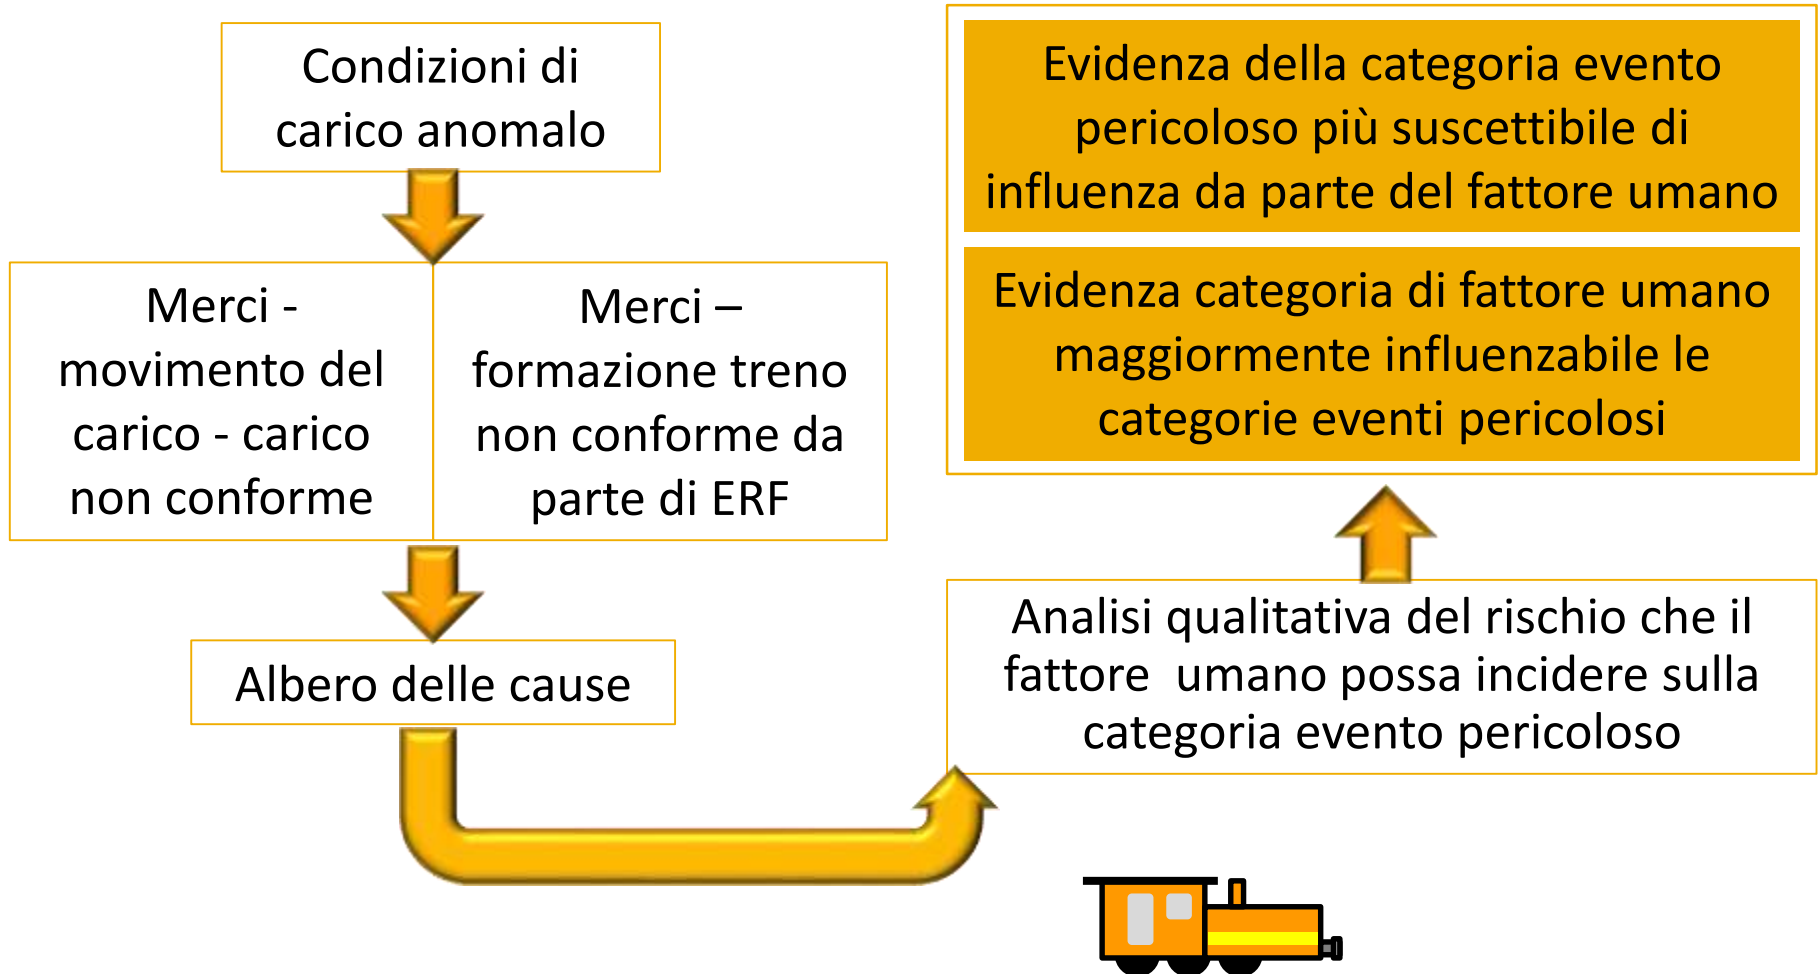 Condizioni di
carico anomalo
Merci -
movimento del
carico - carico
non conforme
Merci –
formazione treno
non conforme da
parte di ERF
Albero delle cause
Analisi qualitativa del rischio che il
fattore  umano possa incidere sulla
categoria evento pericoloso
Evidenza della categoria evento
pericoloso più suscettibile di
influenza da parte del fattore umano
Evidenza categoria di fattore umano
maggiormente influenzabile le
categorie eventi pericolosi